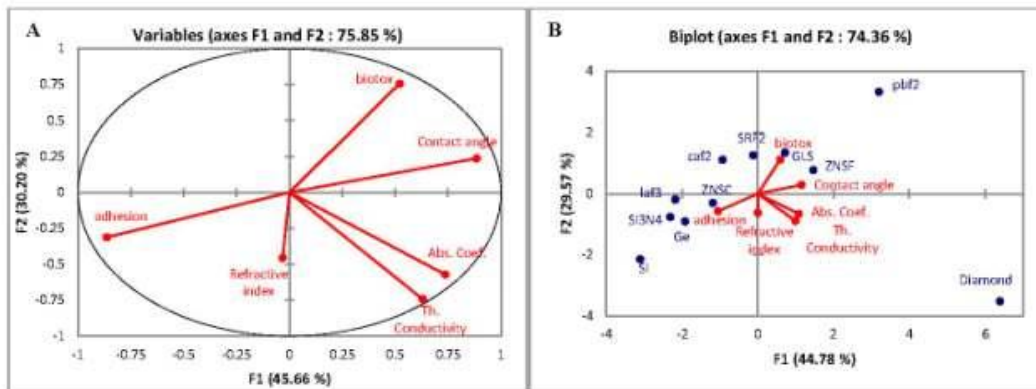 A
Variables (axes F1 and F2 : 75.85 %)
1
0.75
0.5
0.25
0
-0.25
-0.5
-0.75
-1
F2 (30.20 %)
biotox
Contact angle
adhesion
Refractive
index
Abs. Coef.
Th.
Conductivity
-1
-0.75
-0.5
-0.25
0
0.25
0.5
0.75
1
F1 (45.66 %)
B
Biplot (axes F1 and F2 : 74.36 %)
4
2
0
-2
-4
F2 (29.57 %)
pbf2
SRF2
biotox
caf2
GLS
ZNSF
Contact angle
laf3
ZNSC
SI3N4
adhesion
Abs. Coef.
Ge
Refractive
index
Th.
Conductivity
SI
Diamond
-4
-2
0
2
4
6
F1 (44.78 %)